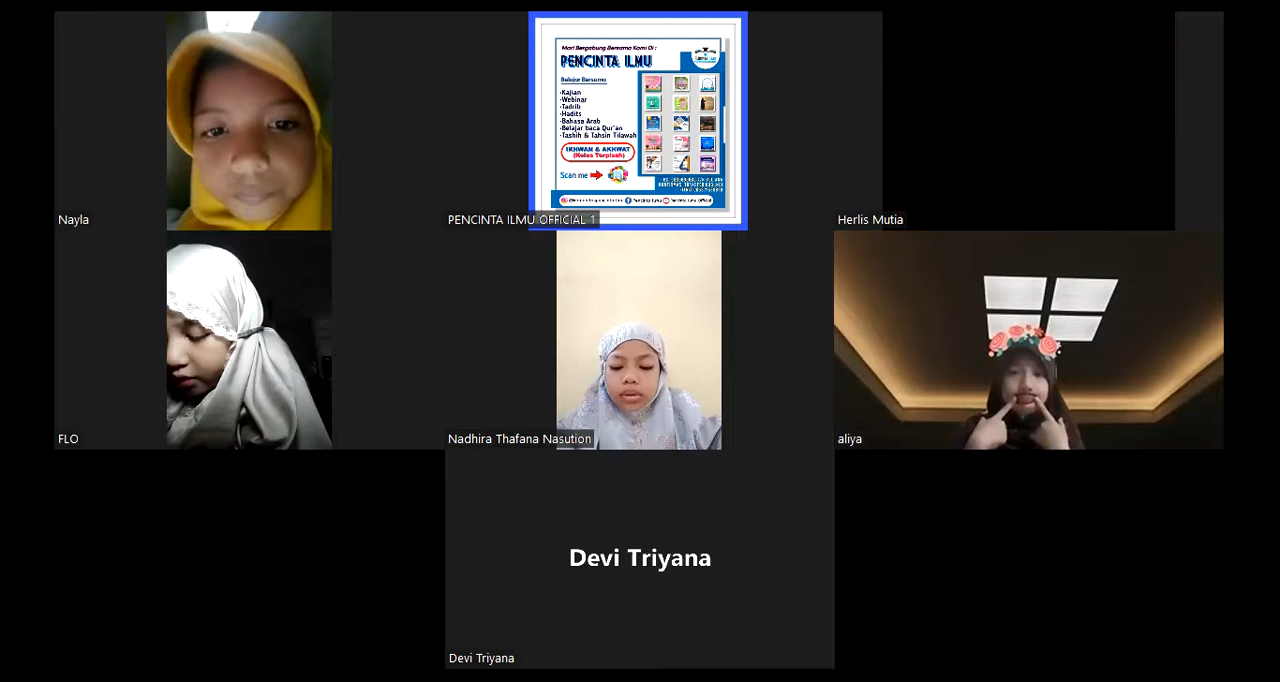 Mari Bergabung Bersama Kami Di :
PENCINTA ILMU
Belajar Bersama
-Kajian
-Webinar
-Tadrib
-Hadits
-Bahasa Arab
-Belajar baca Qur'an
-Tashih & Tahsin Tilawah
IKHWAN & AKHWAT
(Kelas Terpisah)
Scan me
Nayla
PENCINTA ILMU OFFICIAL 1
Herlis Mutia
FLO
Nadhira Thafana Nasution
aliya
Devi Triyana
Devi Triyana